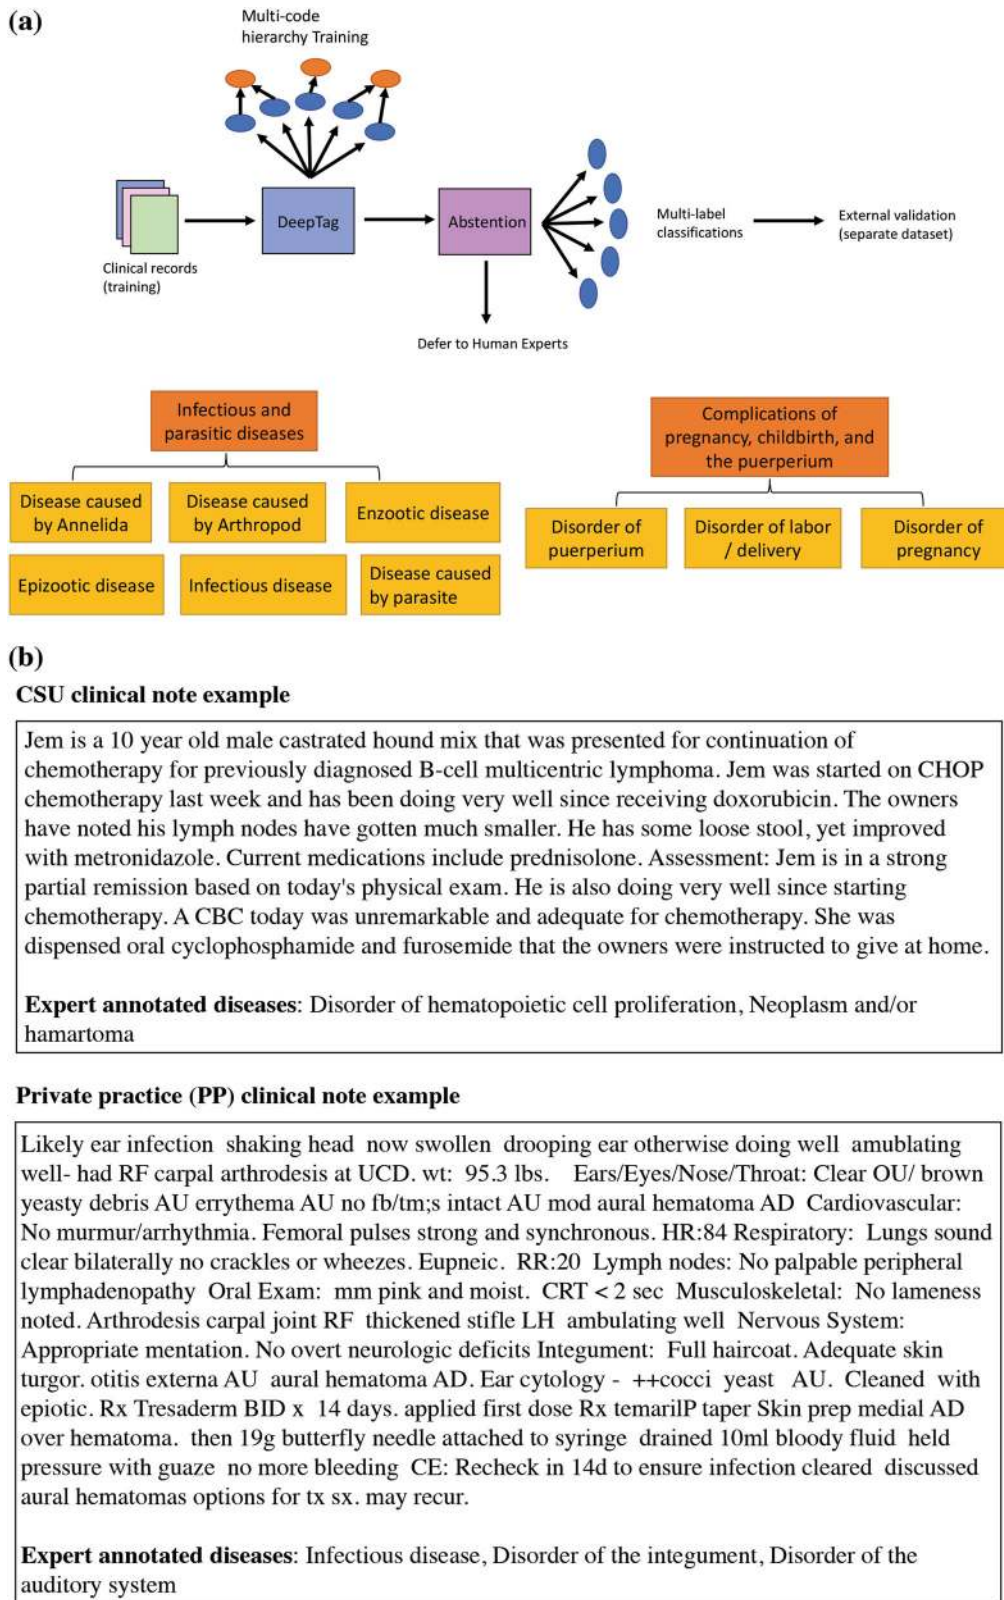 (a)
Multi-code
hierarchy Training
Clinical records
(training)
DeepTag
Abstention
Multi-label
classifications
External validation
(separate dataset)
Defer to Human Experts
Infectious and
parasitic diseases
Disease caused
by Annelida
Disease caused
by Arthropod
Enzootic disease
Epizootic disease
Infectious disease
Disease caused
by parasite
Complications of
pregnancy, childbirth, and
the puerperium
Disorder of
puerperium
Disorder of labor
/ delivery
Disorder of
pregnancy
(b)
CSU clinical note example
Jem is a 10 year old male castrated hound mix that was presented for continuation of
chemotherapy for previously diagnosed B-cell multicentric lymphoma. Jem was started on CHOP
chemotherapy last week and has been doing very well since receiving doxorubicin. The owners
have noted his lymph nodes have gotten much smaller. He has some loose stool, yet improved
with metronidazole. Current medications include prednisolone. Assessment: Jem is in a strong
partial remission based on today's physical exam. He is also doing very well since starting
chemotherapy. A CBC today was unremarkable and adequate for chemotherapy. She was
dispensed oral cyclophosphamide and furosemide that the owners were instructed to give at home.
Expert annotated diseases: Disorder of hematopoietic cell proliferation, Neoplasm and/or
hamartoma
Private practice (PP) clinical note example
Likely ear infection shaking head now swollen drooping ear otherwise doing well amublating
well- had RF carpal arthrodesis at UCD. wt: 95.3 lbs. Ears/Eyes/Nose/Throat: Clear OU/ brown
yeasty debris AU errythema AU no fb/tm;s intact AU mod aural hematoma AD Cardiovascular:
No murmur/arrhythmia. Femoral pulses strong and synchronous. HR:84 Respiratory: Lungs sound
clear bilaterally no crackles or wheezes. Eupneic. RR:20 Lymph nodes: No palpable peripheral
lymphadenopathy Oral Exam: mm pink and moist. CRT < 2 sec Musculoskeletal: No lameness
noted. Arthrodesis carpal joint RF thickened stifle LH ambulating well Nervous System:
Appropriate mentation. No overt neurologic deficits Integument: Full haircoat. Adequate skin
turgor. otitis externa AU aural hematoma AD. Ear cytology - ++cocci yeast AU. Cleaned with
epiotic. Rx Tresaderm BID x 14 days. applied first dose Rx temarilP taper Skin prep medial AD
over hematoma. then 19g butterfly needle attached to syringe drained 10ml bloody fluid held
pressure with guaze no more bleeding CE: Recheck in 14d to ensure infection cleared discussed
aural hematomas options for tx sx. may recur.
Expert annotated diseases: Infectious disease, Disorder of the integument, Disorder of the
auditory system